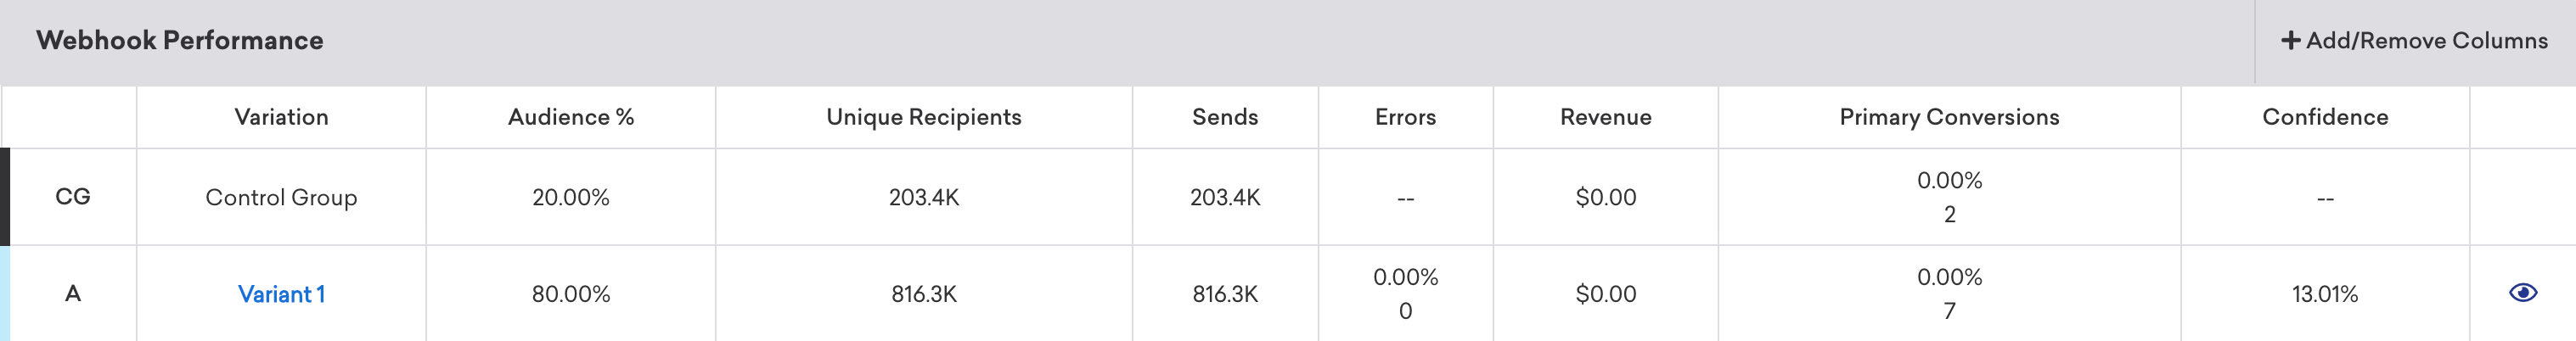 Webhook Performance
+ Add/Remove Columns
Variation Audience % Unique Recipients Sends Errors Revenue Primary Conversions Confidence
CG Control Group 20.00% 203.4K 203.4K -- $0.00 0.00% --
2
A Variant 1 80.00% 816.3K 816.3K 0.00% $0.00 0.00% 13.01%
0 7